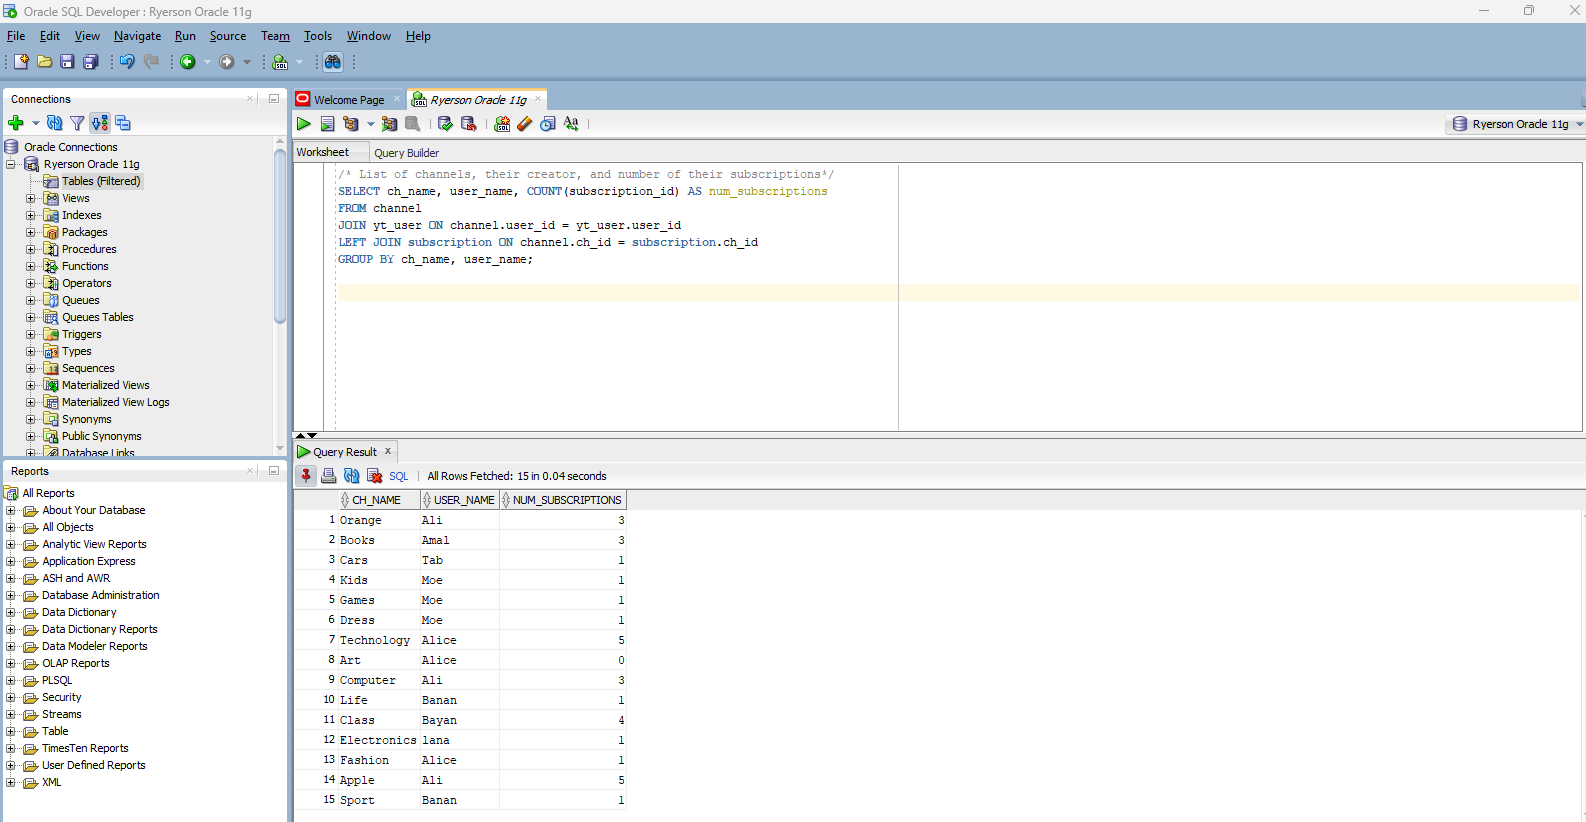 Oracle SQL Developer : Ryerson Oracle 11g
File Edit View Navigate Run Source Team Tools Window Help
Connections
Oracle Connections
Ryerson Oracle 11g
Tables (Filtered)
Views
Indexes
Packages
Procedures
Functions
Operators
Queues
Queues Tables
Triggers
Types
Sequences
Materialized Views
Materialized View Logs
Synonyms
Public Synonyms
Database Links
Reports
All Reports
About Your Database
All Objects
Analytic View Reports
Application Express
ASH and AWR
Database Administration
Data Dictionary
Data Dictionary Reports
Data Modeler Reports
OLAP Reports
PLSQL
Security
Streams
Table
TimesTen Reports
User Defined Reports
XML
Welcome Page
Ryerson Oracle 11g
Ryerson Oracle 11g
Worksheet Query Builder
/* List of channels, their creator, and number of their subscriptions*/
SELECT ch_name, user_name, COUNT(subscription_id) AS num_subscriptions
FROM channel
JOIN yt_user ON channel.user_id = yt_user.user_id
LEFT JOIN subscription ON channel.ch_id = subscription.ch_id
GROUP BY ch_name, user_name;
Query Result
SQL | All Rows Fetched: 15 in 0.04 seconds
CH_NAME USER_NAME NUM_SUBSCRIPTIONS
1 Orange Ali 3
2 Books Amal 3
3 Cars Tab 1
4 Kids Moe 1
5 Games Moe 1
6 Dress Moe 1
7 Technology Alice 5
8 Art Alice 0
9 Computer Ali 3
10 Life Banan 1
11 Class Bayan 4
12 Electronics lana 1
13 Fashion Alice 1
14 Apple Ali 5
15 Sport Banan 1